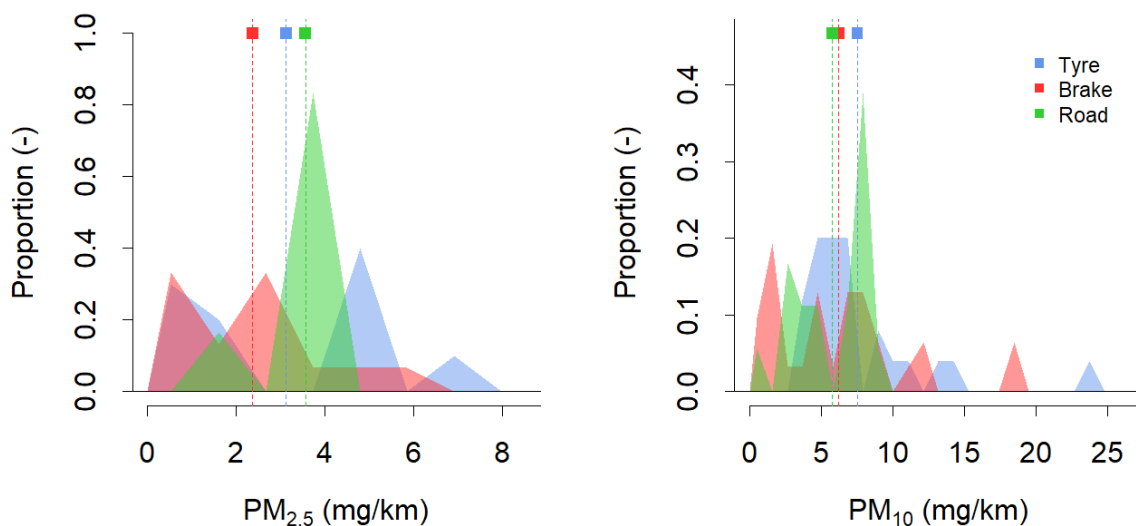 Proportion (-)
1.0
0.8
0.6
0.4
0.2
0.0
0 2 4 6 8
PM2.5 (mg/km)
Proportion (-)
0.4
0.3
0.2
0.1
0.0
0 5 10 15 20 25
PM10 (mg/km)
Tyre
Brake
Road